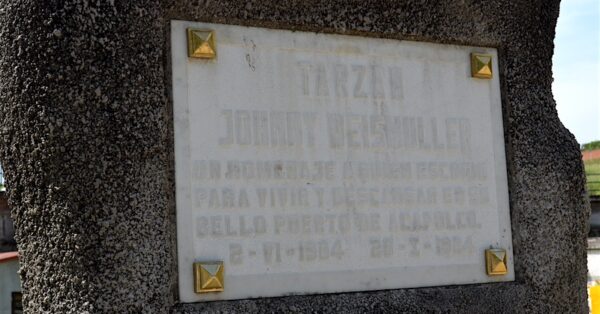 TARZAN
JOHNNY WEISMULLER
UN HOMENAJE A QUIEN ESCOGIO
PARA VIVIR Y DESCANSAR EN SU
BELLO PUERTO DE ACAPULCO.
2-VI-1904 20-I-1984